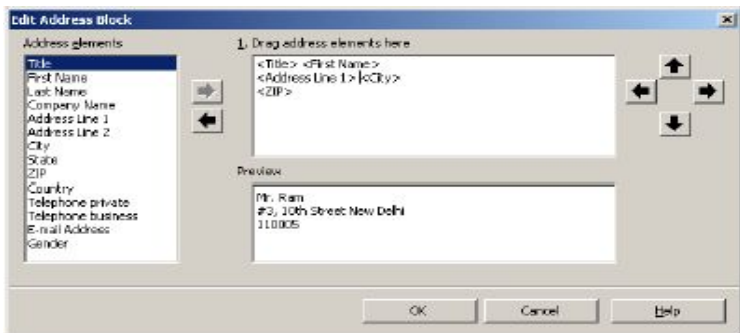 Edit Address Block
Address elements
Title
First Name
Last Name
Company Name
Address Line 1
Address Line 2
City
State
ZIP
Country
Telephone private
Telephone business
E-mail Address
Gender
1. Drag address elements here
<Title> <First Name>
<Address Line 1> <City>
<ZIP>
Preview
Mr. Ram
#3, 10th Street New Delhi
110005
OK
Cancel
Help